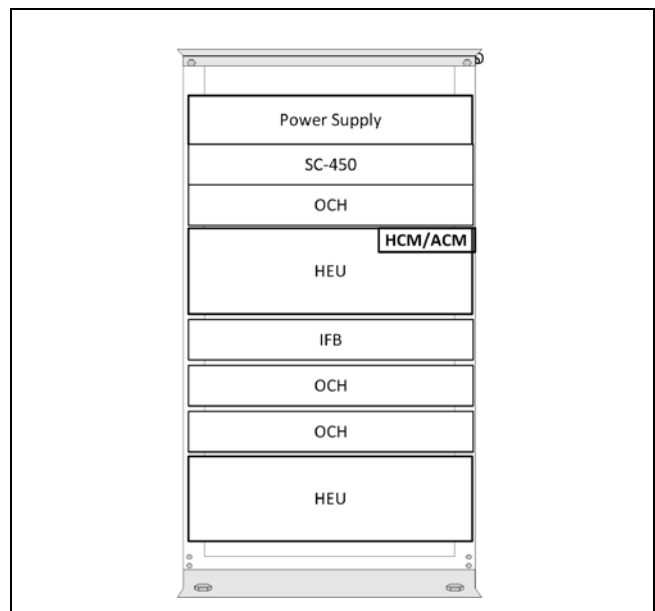 Power Supply
SC-450
OCH
HCM/ACM
HEU
IFB
OCH
OCH
HEU